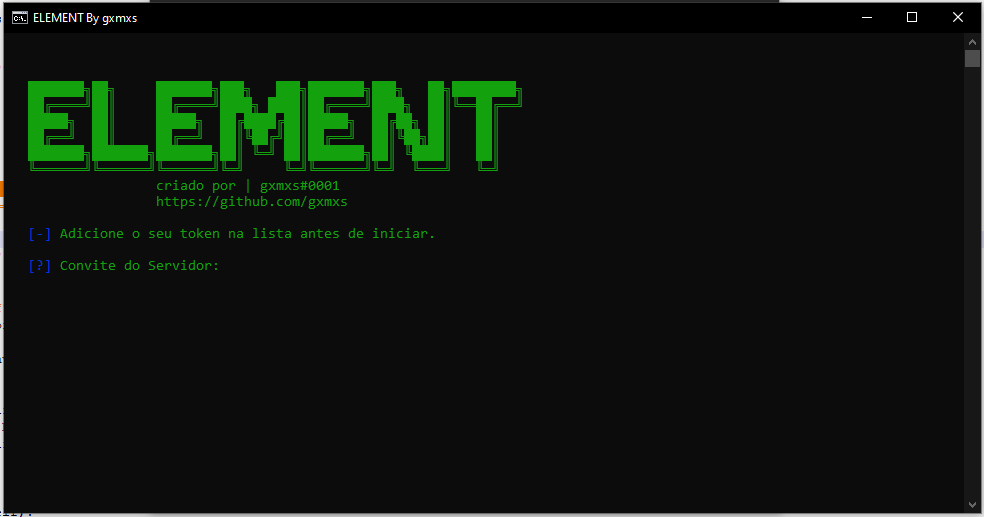 ELEMENT By gxmxs
ELEMENT
criado por | gxmxs#0001
https://github.com/gxmxs
[-] Adicione o seu token na lista antes de iniciar.
[?] Convite do Servidor: